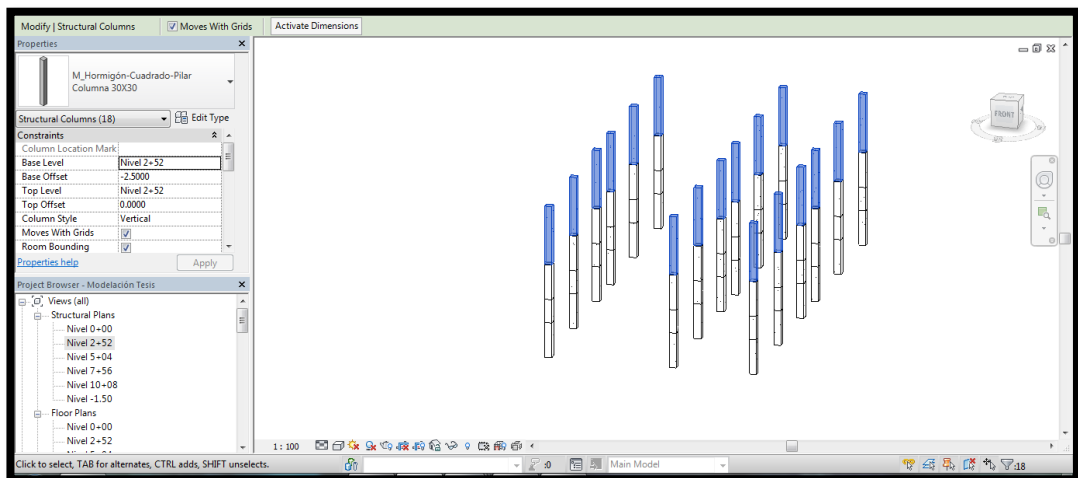 Modify | Structural Columns
Moves With Grids
Activate Dimensions
Properties
M_Hormigón-Cuadrado-Pilar
Columna 30X30
Structural Columns (18)
Edit Type
Constraints
Column Location Mark
Base Level Nivel 2+52
Base Offset -2.5000
Top Level Nivel 2+52
Top Offset 0.0000
Column Style Vertical
Moves With Grids
Room Bounding
Properties help
Apply
Project Browser - Modelación Tesis
Views (all)
Structural Plans
Nivel 0+00
Nivel 2+52
Nivel 5+04
Nivel 7+56
Nivel 10+08
Nivel -1.50
Floor Plans
Nivel 0+00
Nivel 2+52
FRONT
1 : 100
Click to select, TAB for alternates, CTRL adds, SHIFT unselects.
:0
Main Model
:18